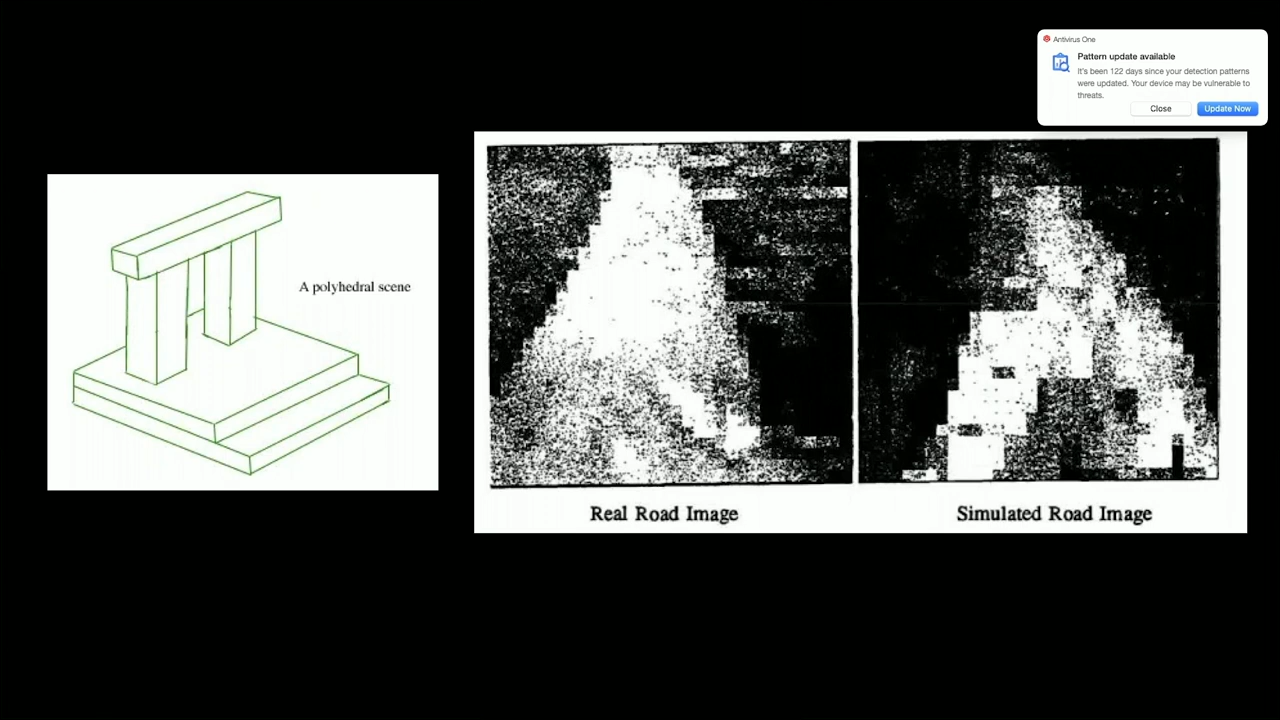 Antivirus One
Pattern update available
It's been 122 days since your detection patterns
were updated. Your device may be vulnerable to
threats.
Close
Update Now
A polyhedral scene
Real Road Image
Simulated Road Image